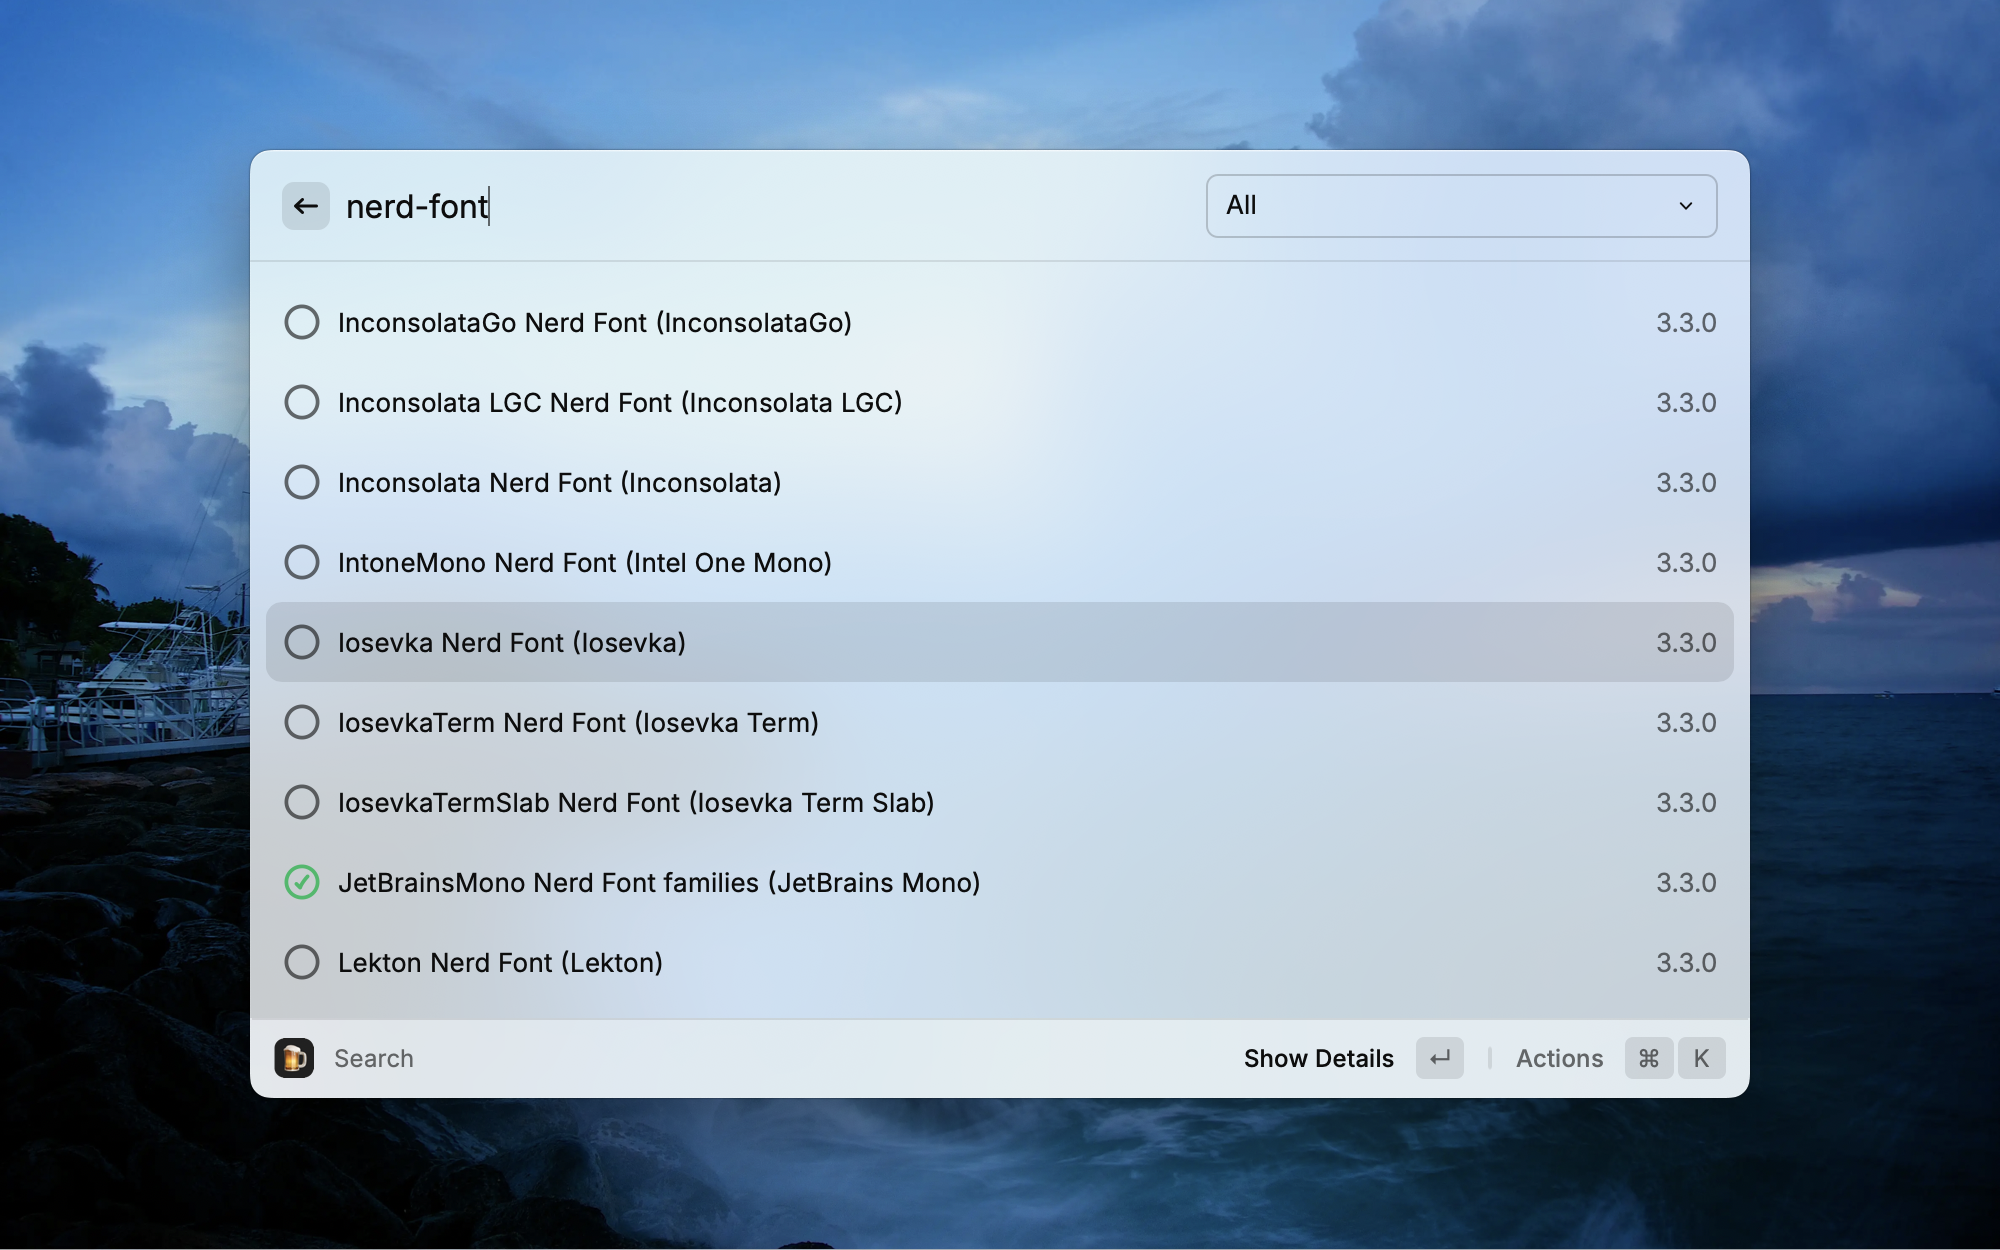 nerd-font
All
InconsolataGo Nerd Font (InconsolataGo) 3.3.0
Inconsolata LGC Nerd Font (Inconsolata LGC) 3.3.0
Inconsolata Nerd Font (Inconsolata) 3.3.0
IntoneMono Nerd Font (Intel One Mono) 3.3.0
Iosevka Nerd Font (Iosevka) 3.3.0
IosevkaTerm Nerd Font (Iosevka Term) 3.3.0
IosevkaTermSlab Nerd Font (Iosevka Term Slab) 3.3.0
JetBrainsMono Nerd Font families (JetBrains Mono) 3.3.0
Lekton Nerd Font (Lekton) 3.3.0
Search Show Details ↵ Actions ⌘ K